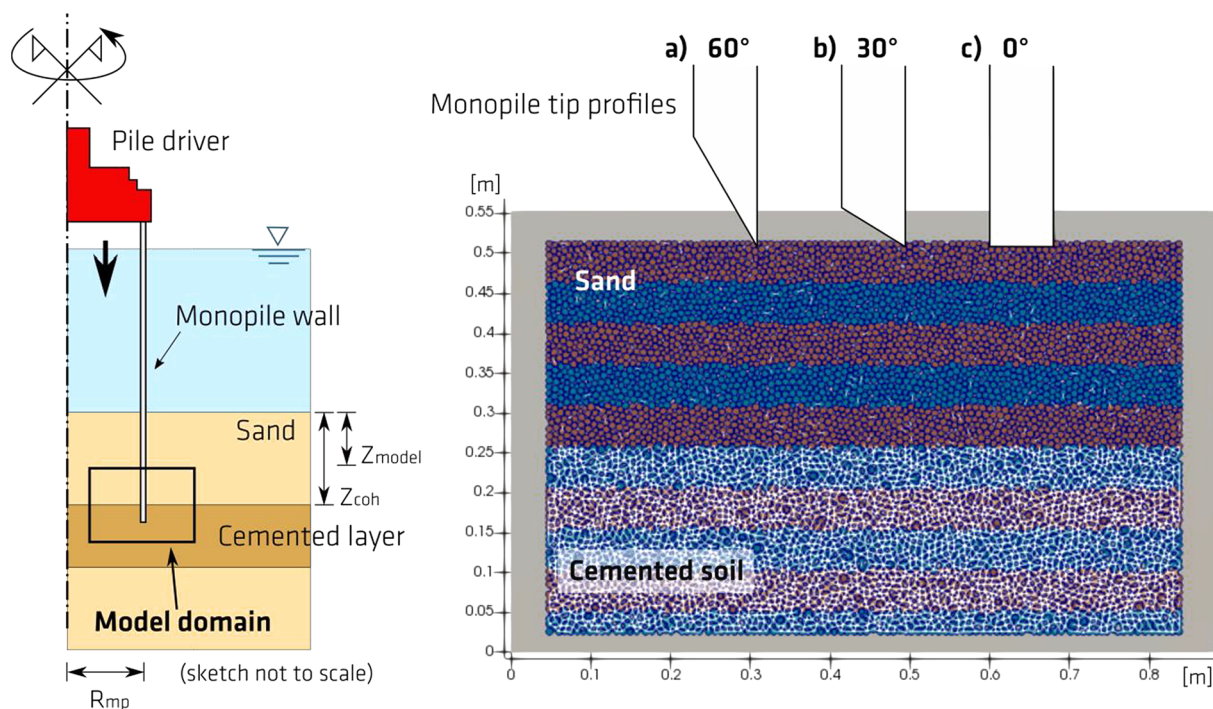 Pile driver
Monopile wall
Sand
Zmodel
Zcoh
Cemented layer
Model domain
(sketch not to scale)
Rmp
a) 60°
b) 30°
c) 0°
Monopile tip profiles
[m]
0.55
0.5
0.45
0.4
0.35
0.3
0.25
0.2
0.15
0.1
0.05
0
Sand
Cemented soil
0 0.1 0.2 0.3 0.4 0.5 0.6 0.7 0.8 [m]